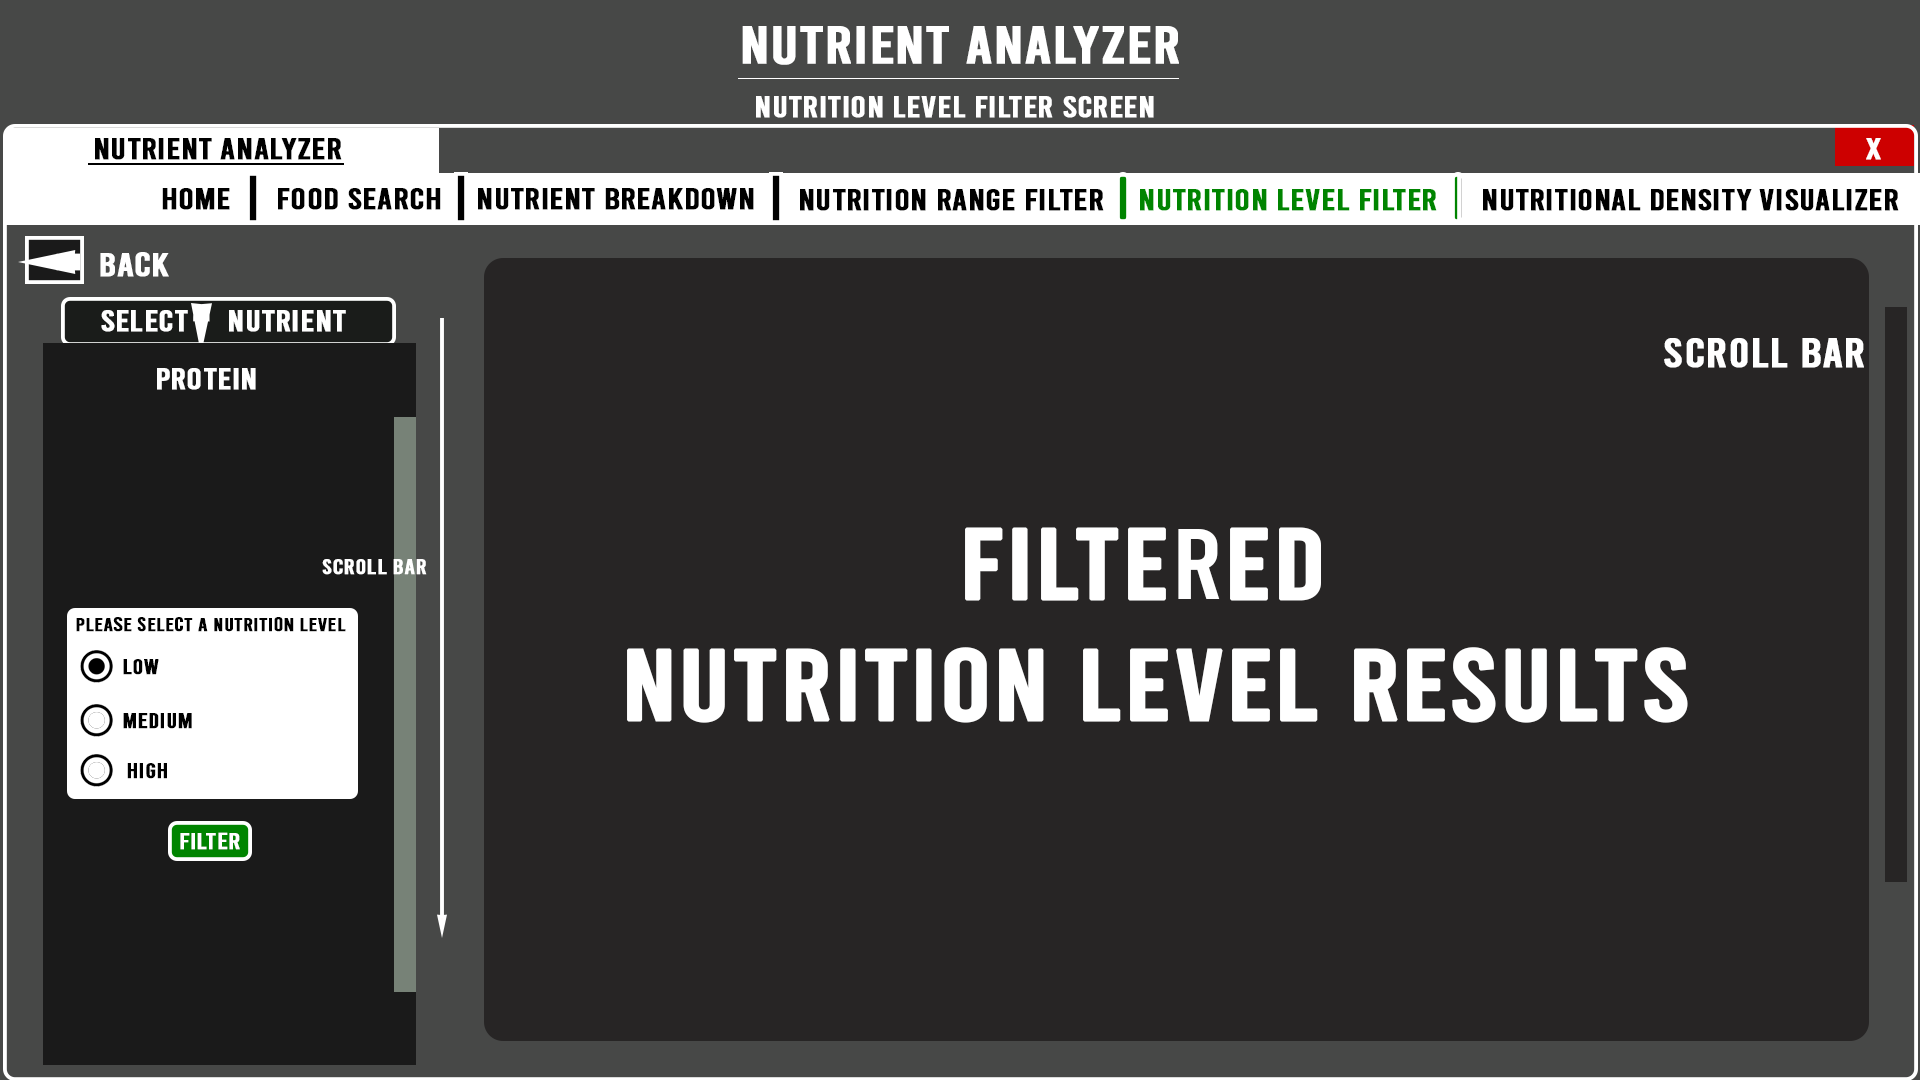 NUTRIENT ANALYZER
NUTRITION LEVEL FILTER SCREEN
NUTRIENT ANALYZER
X
HOME
FOOD SEARCH
NUTRIENT BREAKDOWN
NUTRITION RANGE FILTER
NUTRITION LEVEL FILTER
NUTRITIONAL DENSITY VISUALIZER
BACK
SELECT NUTRIENT
PROTEIN
SCROLL BAR
PLEASE SELECT A NUTRITION LEVEL
LOW
MEDIUM
HIGH
FILTER
SCROLL BAR
FILTERED
NUTRITION LEVEL RESULTS